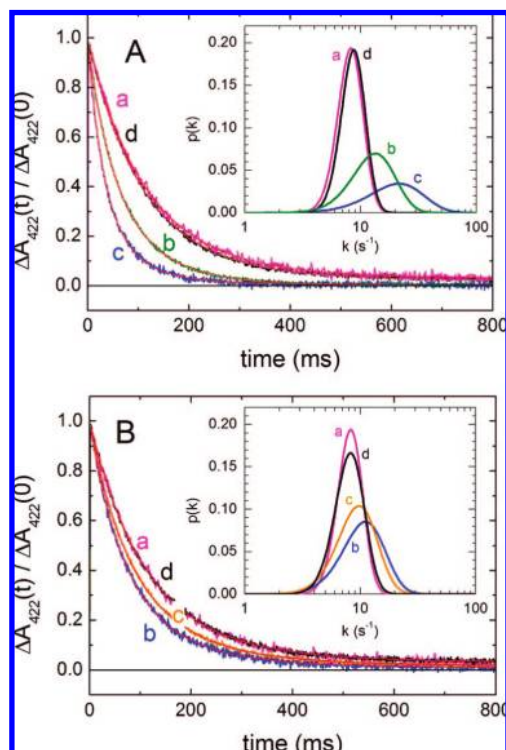 A
ΔA422(t) / ΔA422(0)
1.0
0.8
0.6
0.4
0.2
0.0
a
d
b
c
0 200 400 600 800
time (ms)
p(k)
0.20
0.15
0.10
0.05
0.00
a
d
b
c
1 10 100
k (s⁻¹)
B
ΔA422(t) / ΔA422(0)
1.0
0.8
0.6
0.4
0.2
0.0
a
d
c
b
0 200 400 600 800
time (ms)
p(k)
0.20
0.15
0.10
0.05
0.00
a
d
c
b
1 10 100
k (s⁻¹)